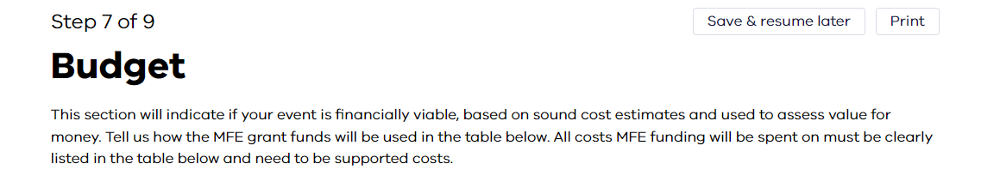 Step 7 of 9
Save & resume later
Print
Budget
This section will indicate if your event is financially viable, based on sound cost estimates and used to assess value for
money. Tell us how the MFE grant funds will be used in the table below. All costs MFE funding will be spent on must be clearly
listed in the table below and need to be supported costs.